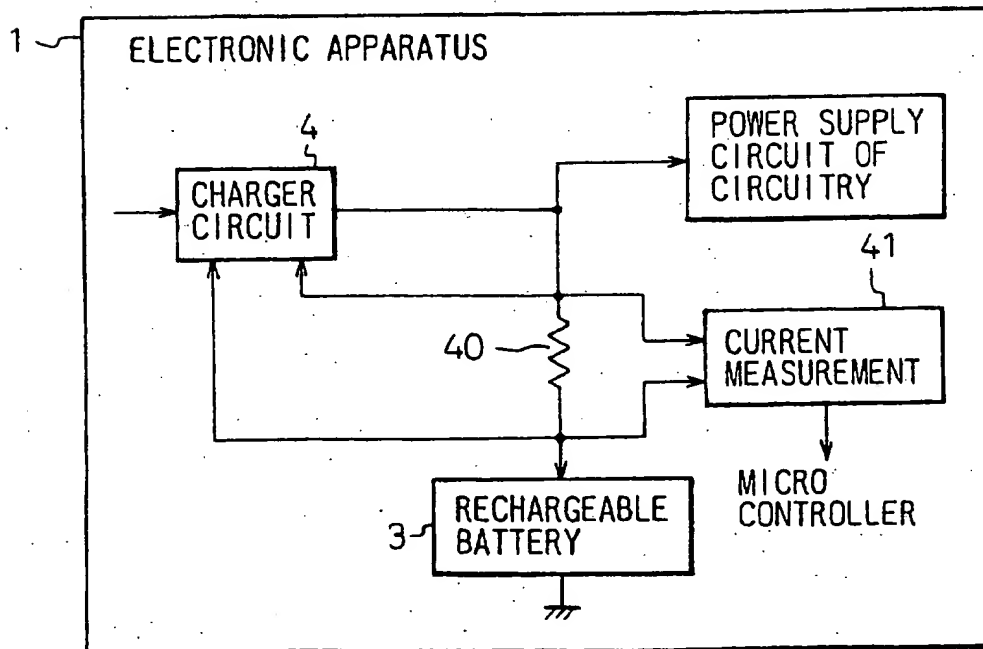 1
ELECTRONIC APPARATUS
4
CHARGER
CIRCUIT
POWER SUPPLY
CIRCUIT OF
CIRCUITRY
41
40
CURRENT
MEASUREMENT
3
RECHARGEABLE
BATTERY
MICRO
CONTROLLER